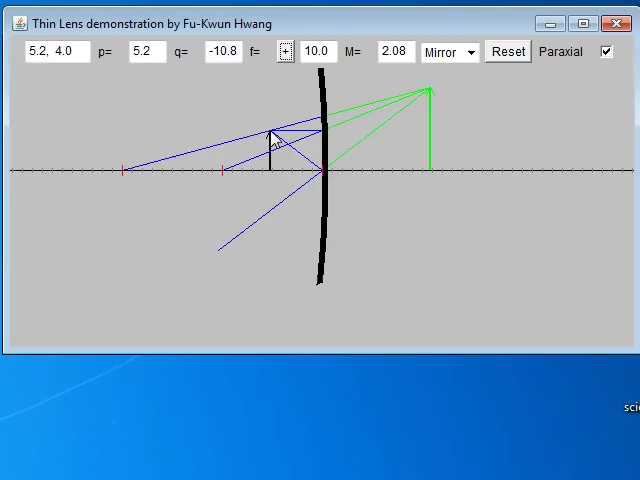 Thin Lens demonstration by Fu-Kwun Hwang
5.2, 4.0 p= 5.2 q= -10.8 f= + 10.0 M= 2.08 Mirror Reset Paraxial
scie